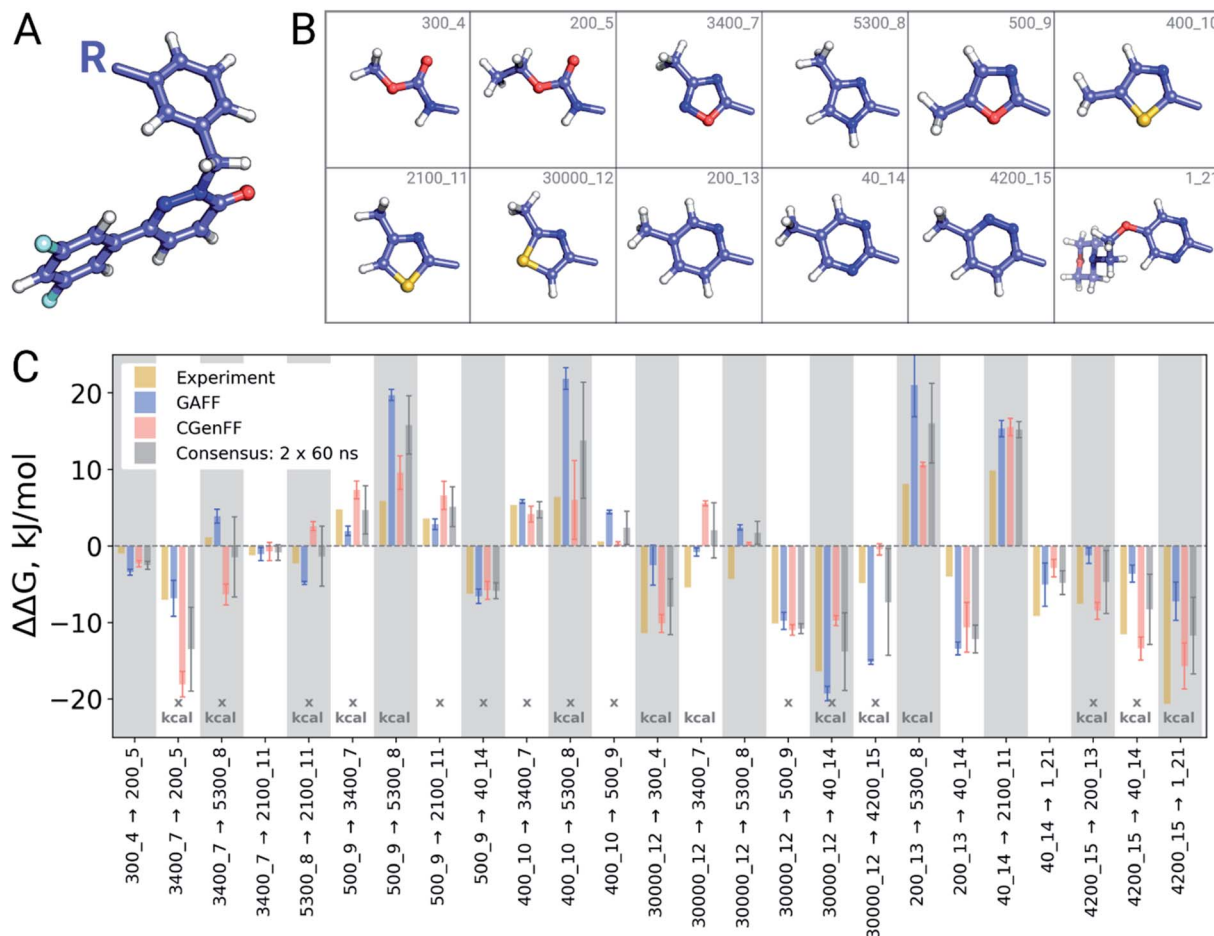 A
R
B
300_4
200_5
3400_7
5300_8
500_9
400_10
2100_11
30000_12
200_13
40_14
4200_15
1_21
C
Experiment
GAFF
CGenFF
Consensus: 2 x 60 ns
ΔΔG, kJ/mol
20
10
0
−10
−20
x x x x x x x x x x x x x x x
kcal kcal kcal kcal kcal kcal kcal kcal kcal kcal kcal kcal kcal
300_4 → 200_5
3400_7 → 200_5
3400_7 → 5300_8
3400_7 → 2100_11
5300_8 → 2100_11
500_9 → 3400_7
500_9 → 5300_8
500_9 → 2100_11
500_9 → 40_14
400_10 → 3400_7
400_10 → 5300_8
400_10 → 500_9
30000_12 → 300_4
30000_12 → 3400_7
30000_12 → 5300_8
30000_12 → 500_9
30000_12 → 40_14
30000_12 → 4200_15
200_13 → 5300_8
200_13 → 40_14
40_14 → 2100_11
40_14 → 1_21
4200_15 → 200_13
4200_15 → 40_14
4200_15 → 1_21